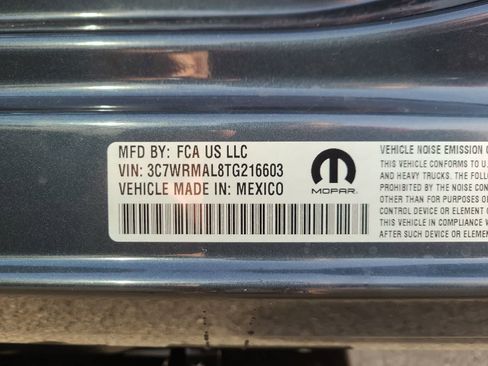 MFD BY: FCA US LLC
VIN: 3C7WRMAL8TG216603
VEHICLE MADE IN: MEXICO
MOPAR
VEHICLE NOISE EMISSION
THIS VEHICLE CONFORMS TO U.S.
AND HEAVY TRUCKS. THE FOLLOW
PROHIBITED BY THE NOISE CON
OTHER THAN FOR PURPOSES OF
CONTROL DEVICE OR ELEMENT
THIS VEHICLE IN COMPLIANCE W
AFTER SUCH DEVICE OR ELEMENT